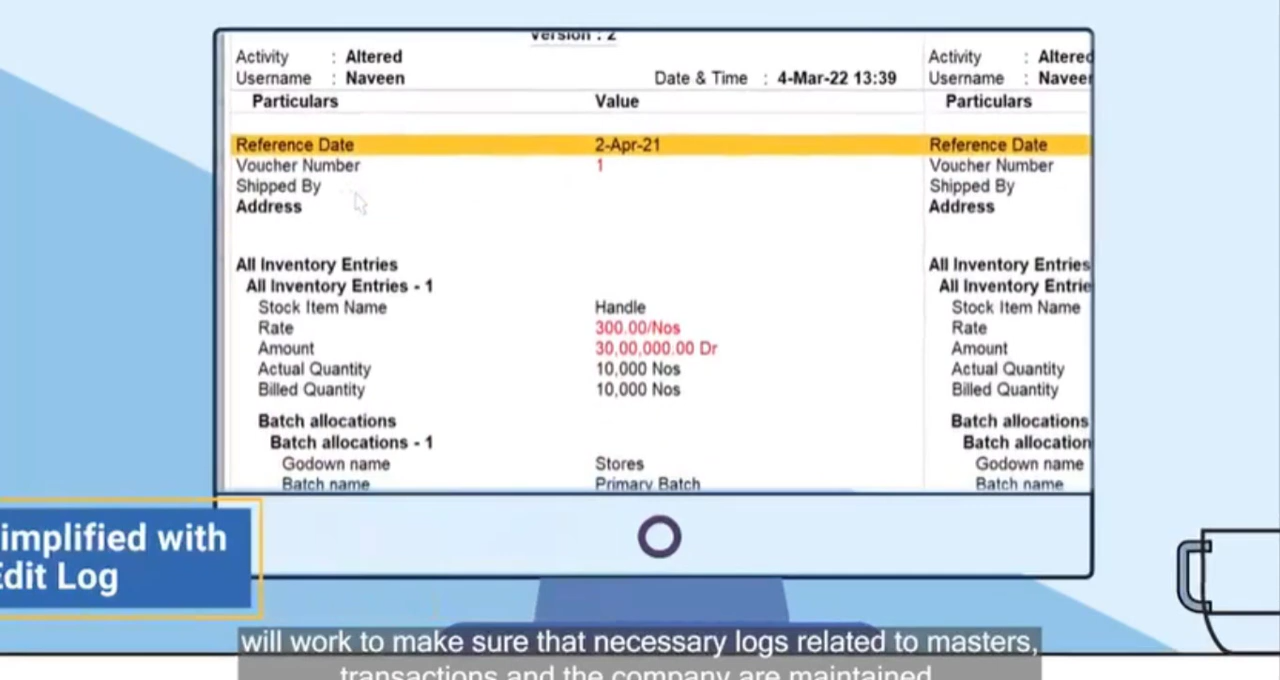 Version : 2
Activity : Altered
Username : Naveen Date & Time : 4-Mar-22 13:39
Particulars Value
Reference Date 2-Apr-21
Voucher Number 1
Shipped By
Address
All Inventory Entries
All Inventory Entries - 1
Stock Item Name Handle
Rate 300.00/Nos
Amount 30,00,000.00 Dr
Actual Quantity 10,000 Nos
Billed Quantity 10,000 Nos
Batch allocations
Batch allocations - 1
Godown name Stores
Batch name Primary Batch
Activity : Altered
Username :
Particulars
Reference Date
Voucher Number
Shipped By
Address
All Inventory Entries
All Inventory
Stock Item Name
Rate
Amount
Actual Quantity
Billed Quantity
Batch allocations
Batch allocation
Godown name
Batch name
implified with
Edit Log
will work to make sure that necessary logs related to masters,
transactions and the company are maintained